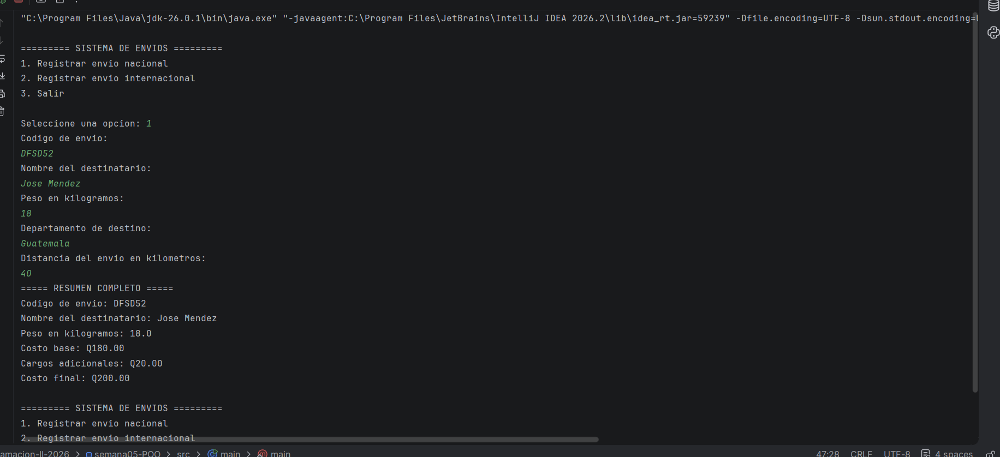 "C:\Program Files\Java\jdk-26.0.1\bin\java.exe" "-javaagent:C:\Program Files\JetBrains\IntelliJ IDEA 2026.2\lib\idea_rt.jar=59239" -Dfile.encoding=UTF-8 -Dsun.stdout.encoding=
========= SISTEMA DE ENVIOS =========
1. Registrar envio nacional
2. Registrar envio internacional
3. Salir
Seleccione una opcion: 1
Codigo de envio:
DFSD52
Nombre del destinatario:
Jose Mendez
Peso en kilogramos:
18
Departamento de destino:
Guatemala
Distancia del envio en kilometros:
40
===== RESUMEN COMPLETO =====
Codigo de envio: DFSD52
Nombre del destinatario: Jose Mendez
Peso en kilogramos: 18.0
Costo base: Q180.00
Cargos adicionales: Q20.00
Costo final: Q200.00
========= SISTEMA DE ENVIOS =========
1. Registrar envio nacional
2. Registrar envio internacional
amacion-II-2026 > semana05-POO > src > main > main 47:28 CRLF UTF-8 4 spaces